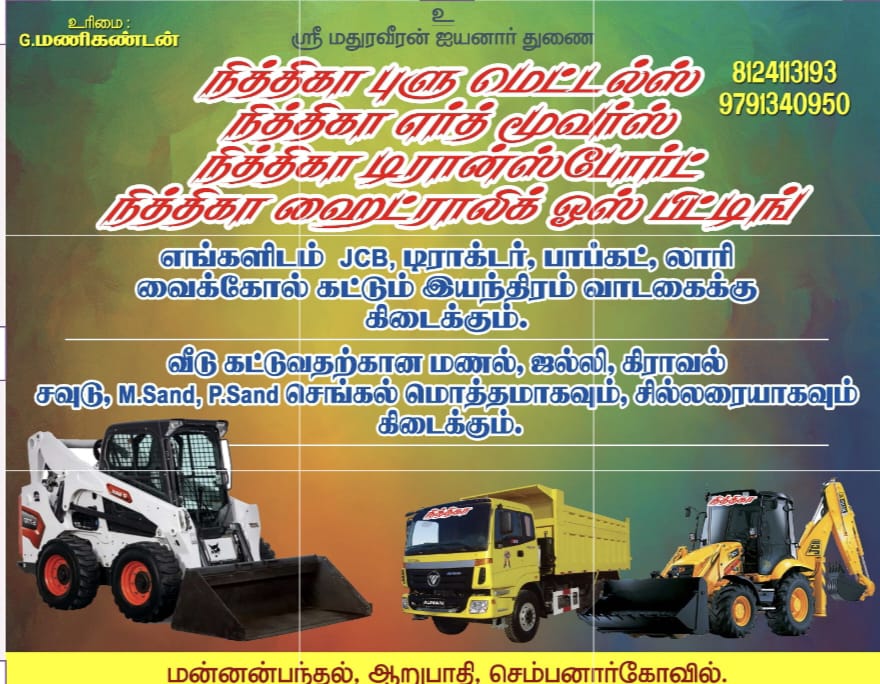 உ
ஸ்ரீ மதுரவீரன் ஐயனார் துணை
உரிமை :
G.மணிகண்டன்
8124113193
9791340950
நித்திகா புளு மெட்டல்ஸ்
நித்திகா எர்த் மூவர்ஸ்
நித்திகா டிரான்ஸ்போர்ட்
நித்திகா ஹைட்ராலிக் ஓஸ் பிட்டிங்
எங்களிடம் JCB, டிராக்டர், பாப்கட், லாரி
வைக்கோல் கட்டும் இயந்திரம் வாடகைக்கு
கிடைக்கும்.
வீடு கட்டுவதற்கான மணல், ஜல்லி, கிராவல்
சவுடு, M.Sand, P.Sand செங்கல் மொத்தமாகவும், சில்லரையாகவும்
கிடைக்கும்.
நித்திகா
நித்திகா
JCB
மன்னன்பந்தல், ஆறுபாதி, செம்பனார்கோவில்.